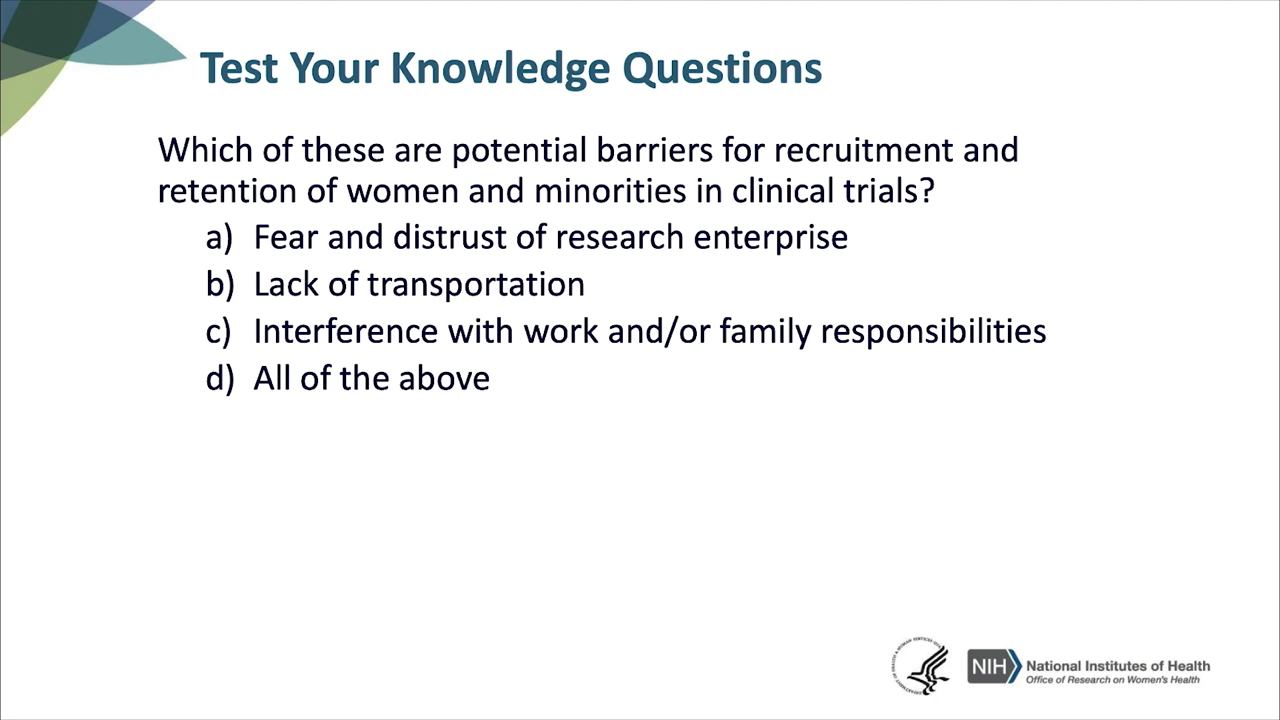 Test Your Knowledge Questions
Which of these are potential barriers for recruitment and
retention of women and minorities in clinical trials?
a) Fear and distrust of research enterprise
b) Lack of transportation
c) Interference with work and/or family responsibilities
d) All of the above
NIH National Institutes of Health
Office of Research on Women's Health